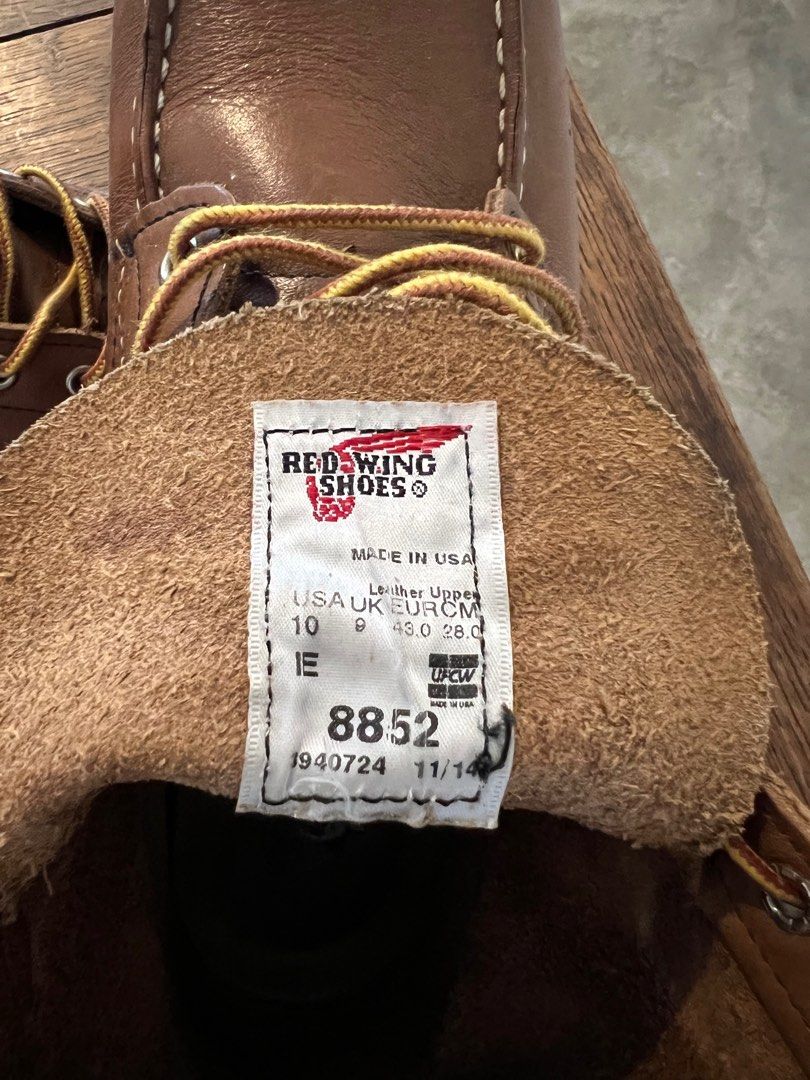 RED WING
SHOES®
MADE IN USA
Leather Upper
USA UK EUR CM
10 9 43.0 28.0
E
UFCW
MADE IN USA
8852
1940724 11/14